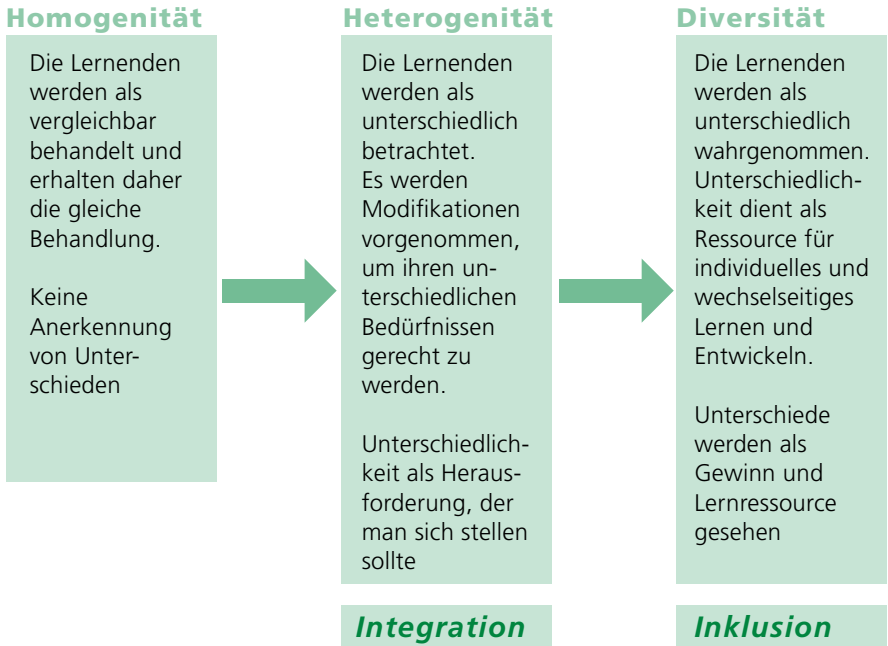 Homogenität
Die Lernenden
werden als
vergleichbar
behandelt und
erhalten daher
die gleiche
Behandlung.
Keine
Anerkennung
von Unter-
schieden
Heterogenität
Die Lernenden
werden als
unterschiedlich
betrachtet.
Es werden
Modifikationen
vorgenommen,
um ihren un-
terschiedlichen
Bedürfnissen
gerecht zu
werden.
Unterschiedlich-
keit als Heraus-
forderung, der
man sich stellen
sollte
Integration
Diversität
Die Lernenden
werden als
unterschiedlich
wahrgenommen.
Unterschiedlich-
keit dient als
Ressource für
individuelles und
wechselseitiges
Lernen und
Entwickeln.
Unterschiede
werden als
Gewinn und
Lernressource
gesehen
Inklusion